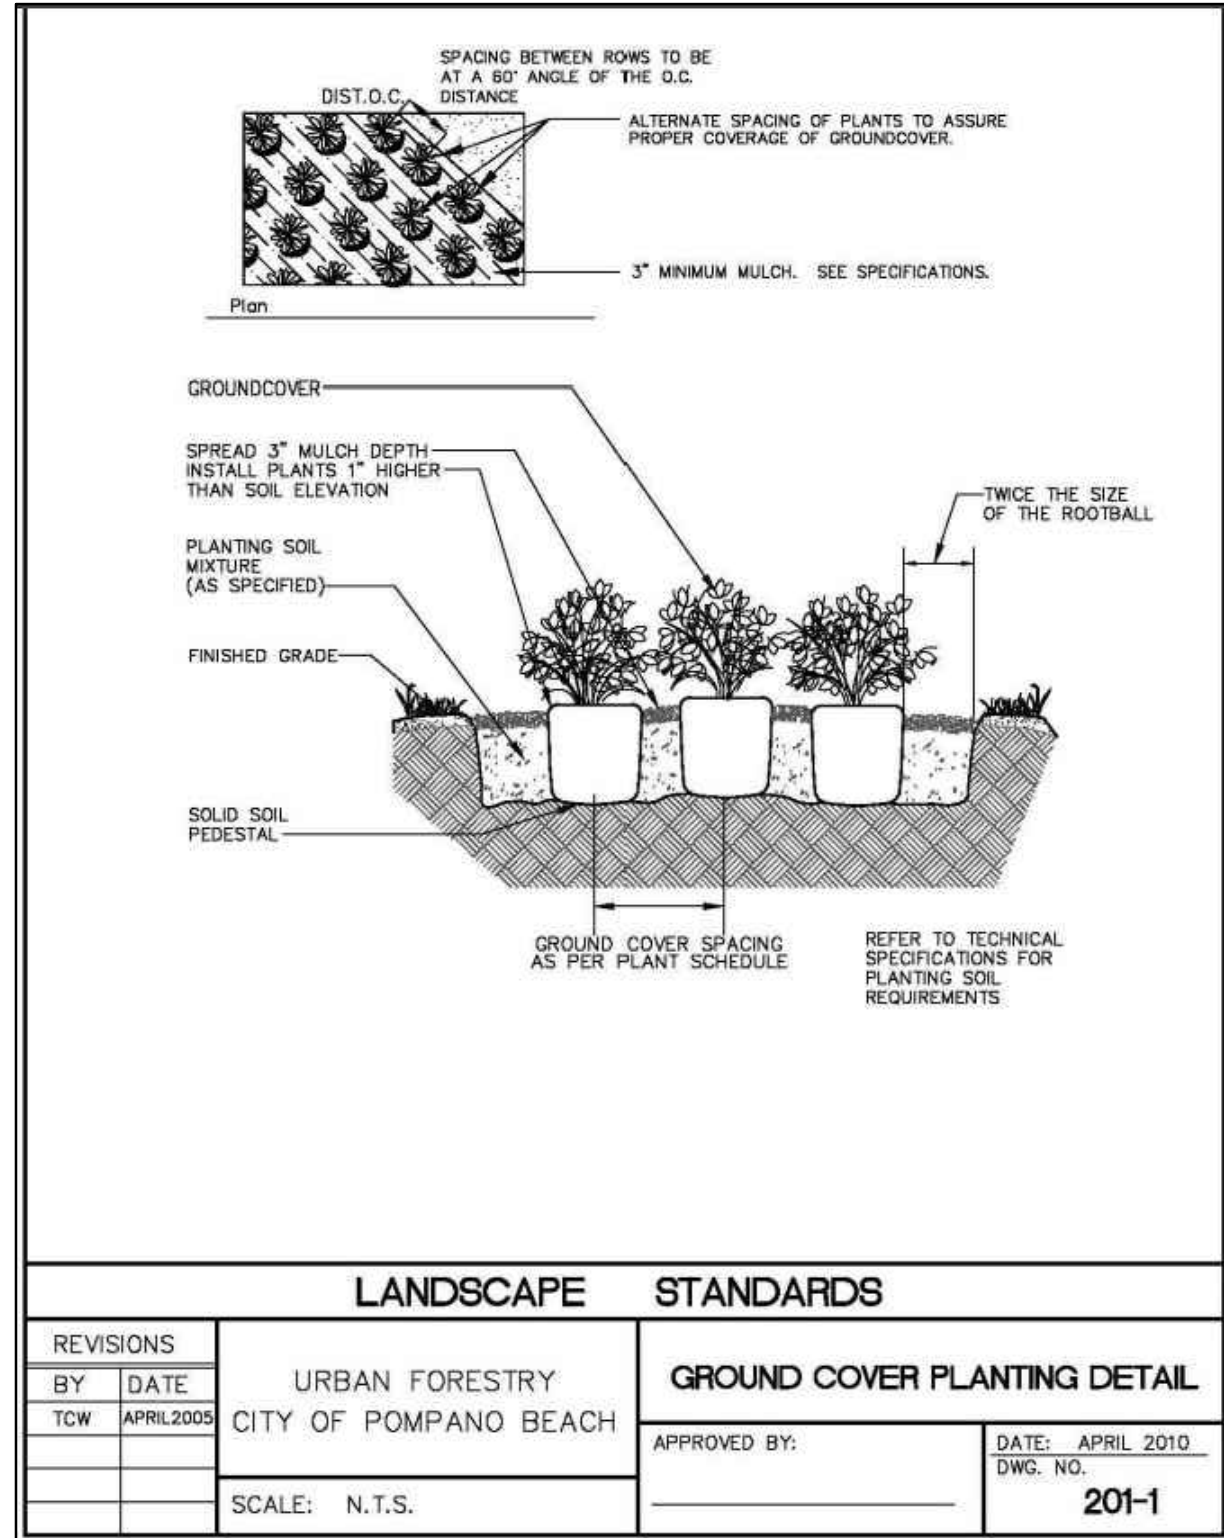 SPACING BETWEEN ROWS TO BE
AT A 60° ANGLE OF THE O.C.
DISTANCE
DIST.O.C.
ALTERNATE SPACING OF PLANTS TO ASSURE
PROPER COVERAGE OF GROUNDCOVER.
3" MINIMUM MULCH. SEE SPECIFICATIONS.
Plan
GROUNDCOVER
SPREAD 3" MULCH DEPTH
INSTALL PLANTS 1" HIGHER
THAN SOIL ELEVATION
TWICE THE SIZE
OF THE ROOTBALL
PLANTING SOIL
MIXTURE
(AS SPECIFIED)
FINISHED GRADE
SOLID SOIL
PEDESTAL
GROUND COVER SPACING
AS PER PLANT SCHEDULE
REFER TO TECHNICAL
SPECIFICATIONS FOR
PLANTING SOIL
REQUIREMENTS
LANDSCAPE STANDARDS
REVISIONS
BY DATE
TCW APRIL2005
URBAN FORESTRY
CITY OF POMPANO BEACH
SCALE: N.T.S.
GROUND COVER PLANTING DETAIL
APPROVED BY:
DATE: APRIL 2010
DWG. NO.
201-1